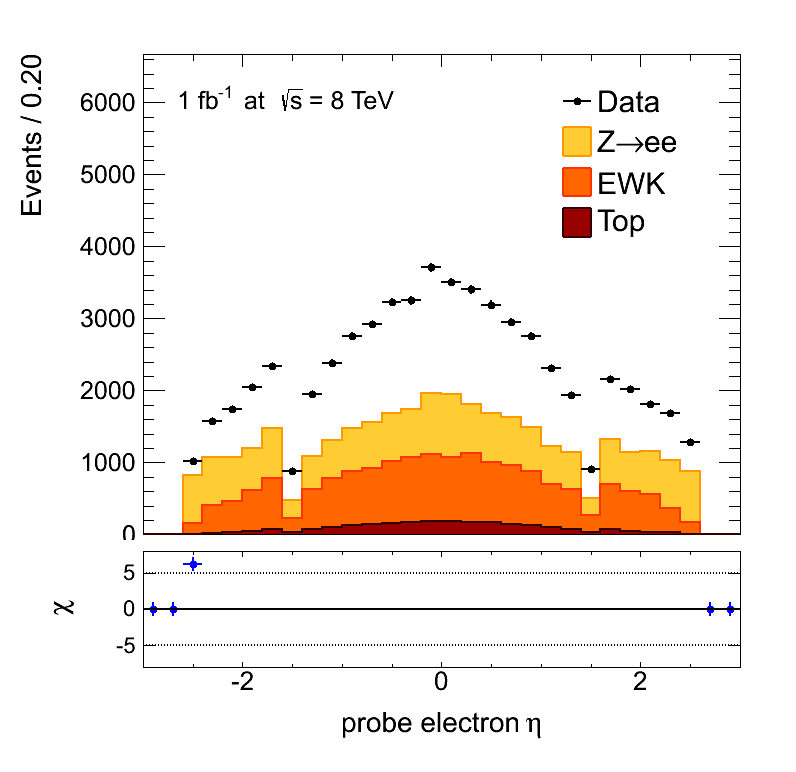 Events / 0.20
6000
5000
4000
3000
2000
1000
0
1 fb⁻¹ at √s = 8 TeV
Data
Z→ee
EWK
Top
χ
5
0
-5
-2 0 2
probe electron η